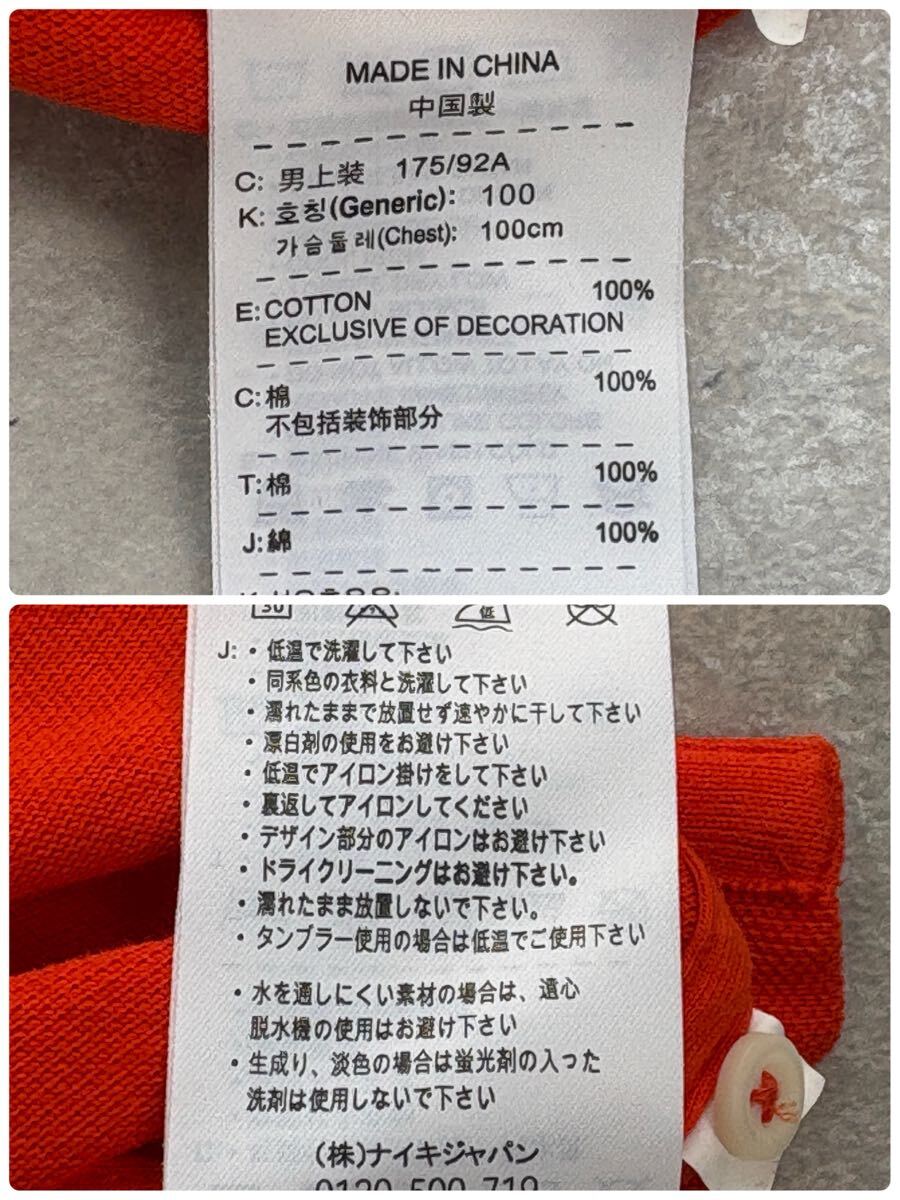 MADE IN CHINA
中国製
C: 男上装 175/92A
K: 호칭(Generic): 100
가슴둘레(Chest): 100cm
E: COTTON 100%
EXCLUSIVE OF DECORATION
C: 棉 100%
不包括装饰部分
T: 棉 100%
J: 綿 100%
30
低
J: ・低温で洗濯して下さい
・同系色の衣料と洗濯して下さい
・濡れたままで放置せず速やかに干して下さい
・漂白剤の使用をお避け下さい
・低温でアイロン掛けをして下さい
・裏返してアイロンしてください
・デザイン部分のアイロンはお避け下さい
・ドライクリーニングはお避け下さい。
・濡れたまま放置しないで下さい。
・タンブラー使用の場合は低温でご使用下さい
・水を通しにくい素材の場合は、遠心
脱水機の使用はお避け下さい
・生成り、淡色の場合は蛍光剤の入った
洗剤は使用しないで下さい
(株)ナイキジャパン
0120-500-719